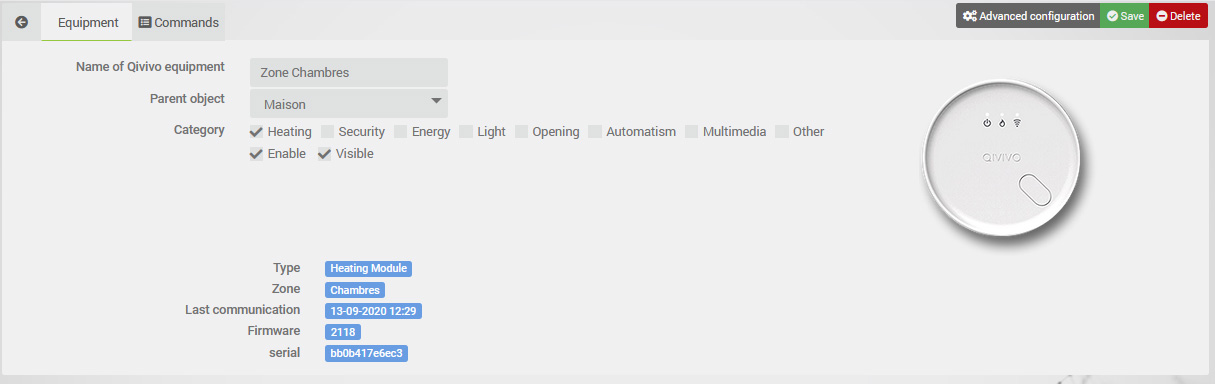 Equipment Commands Advanced configuration Save Delete
Name of Qivivo equipment Zone Chambres
Parent object Maison
Category Heating Security Energy Light Opening Automatism Multimedia Other
Enable Visible
QIVIVO
Type Heating Module
Zone Chambres
Last communication 13-09-2020 12:29
Firmware 2118
serial bb0b417e6ec3